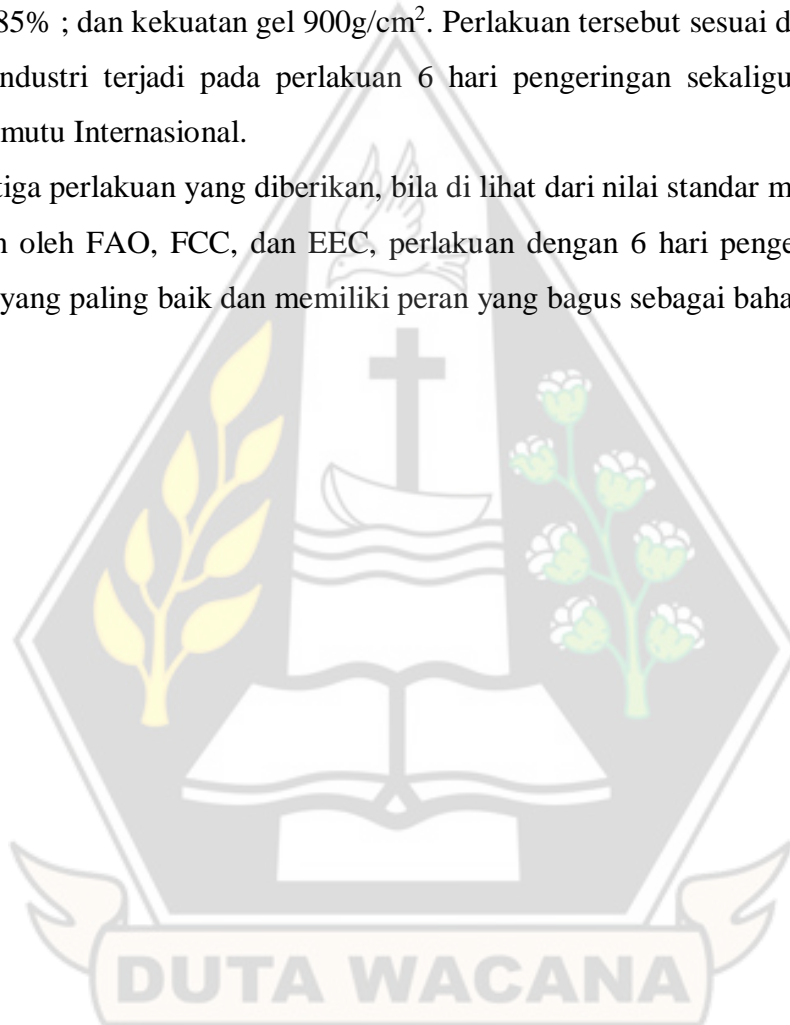 85% ; dan kekuatan gel 900g/cm². Perlakuan tersebut sesuai d
ndustri terjadi pada perlakuan 6 hari pengeringan sekaligu
mutu Internasional.
tiga perlakuan yang diberikan, bila di lihat dari nilai standar m
oleh FAO, FCC, dan EEC, perlakuan dengan 6 hari penge
yang paling baik dan memiliki peran yang bagus sebagai baha
DUTA WACANA